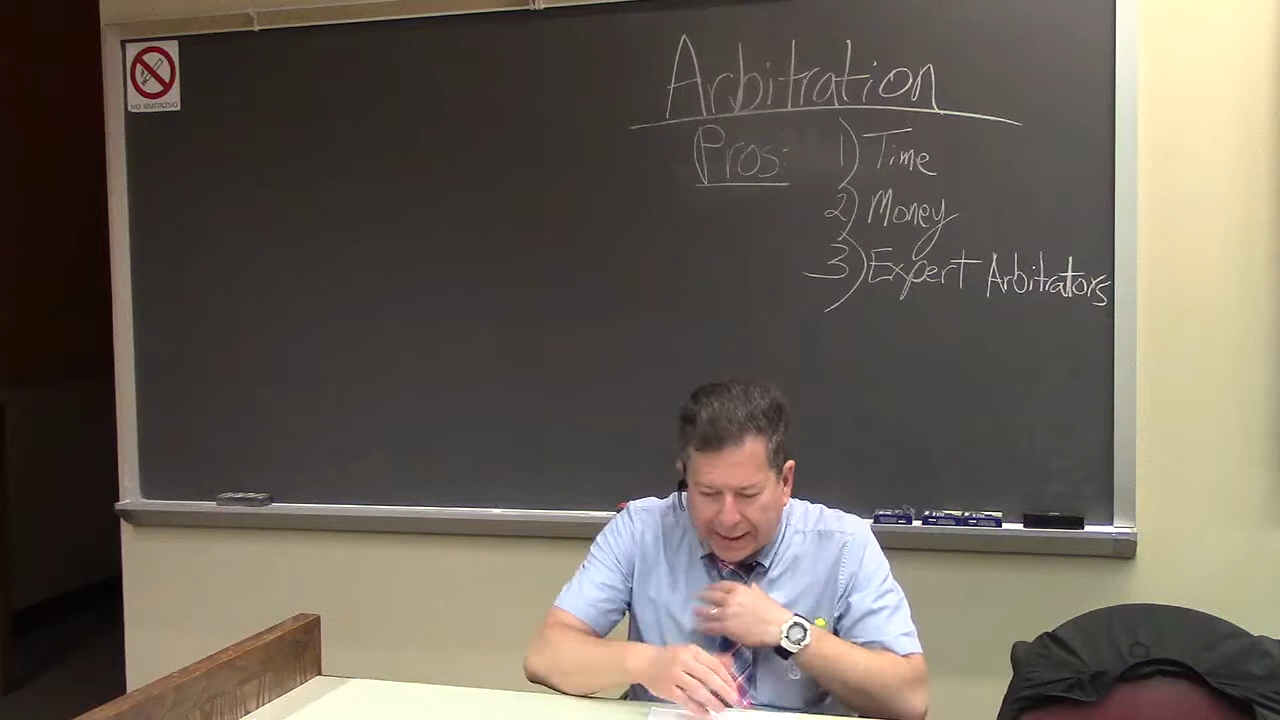 NO SMOKING
Arbitration
Pros: 1) Time
2) Money
3) Expert Arbitrators